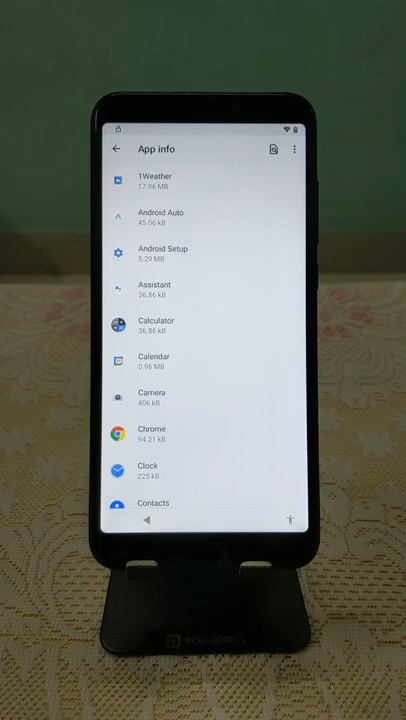 App info
1Weather
17.96 MB
Android Auto
45.06 kB
Android Setup
5.29 MB
Assistant
36.86 kB
Calculator
36.86 kB
Calendar
0.96 MB
Camera
406 kB
Chrome
94.21 kB
Clock
225 kB
Contacts
PORTRONICS